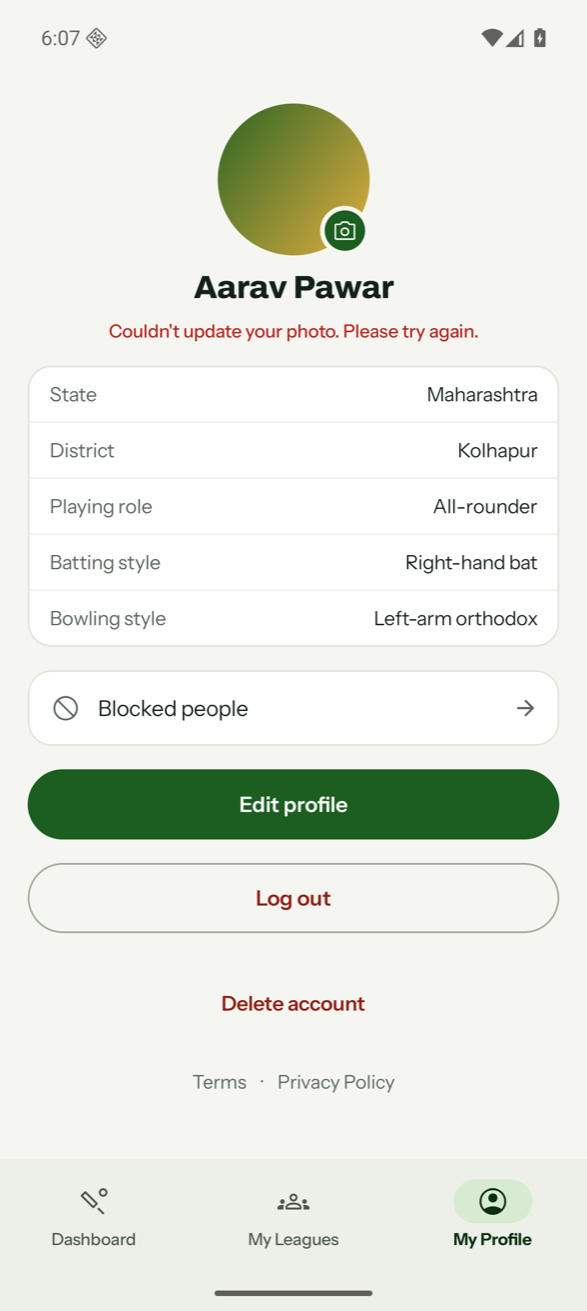 6:07
Aarav Pawar
Couldn't update your photo. Please try again.
State Maharashtra
District Kolhapur
Playing role All-rounder
Batting style Right-hand bat
Bowling style Left-arm orthodox
Blocked people
Edit profile
Log out
Delete account
Terms · Privacy Policy
Dashboard My Leagues My Profile